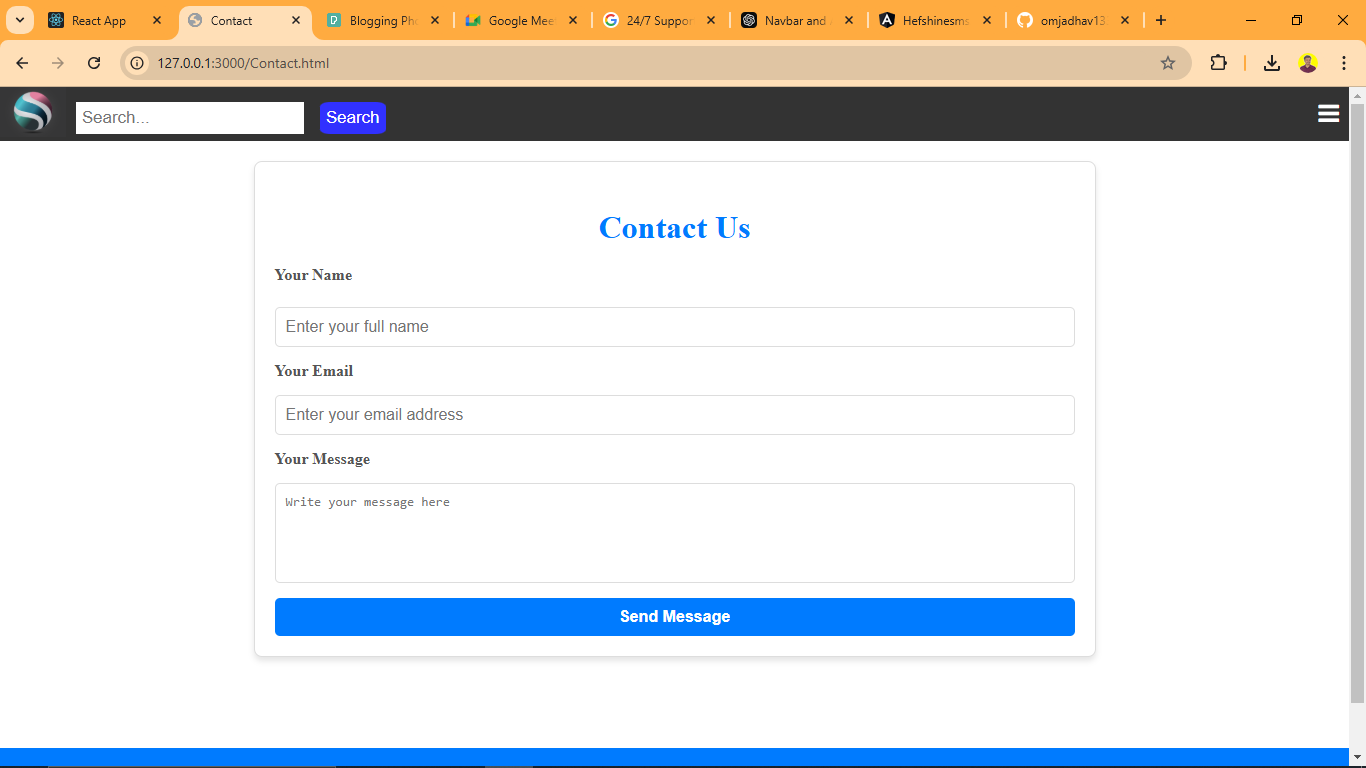 React App
Contact
Blogging Pho
Google Mee
24/7 Suppor
Navbar and
Hefshinesms
omjadhav13
127.0.0.1:3000/Contact.html
Search...
Search
Contact Us
Your Name
Enter your full name
Your Email
Enter your email address
Your Message
Write your message here
Send Message